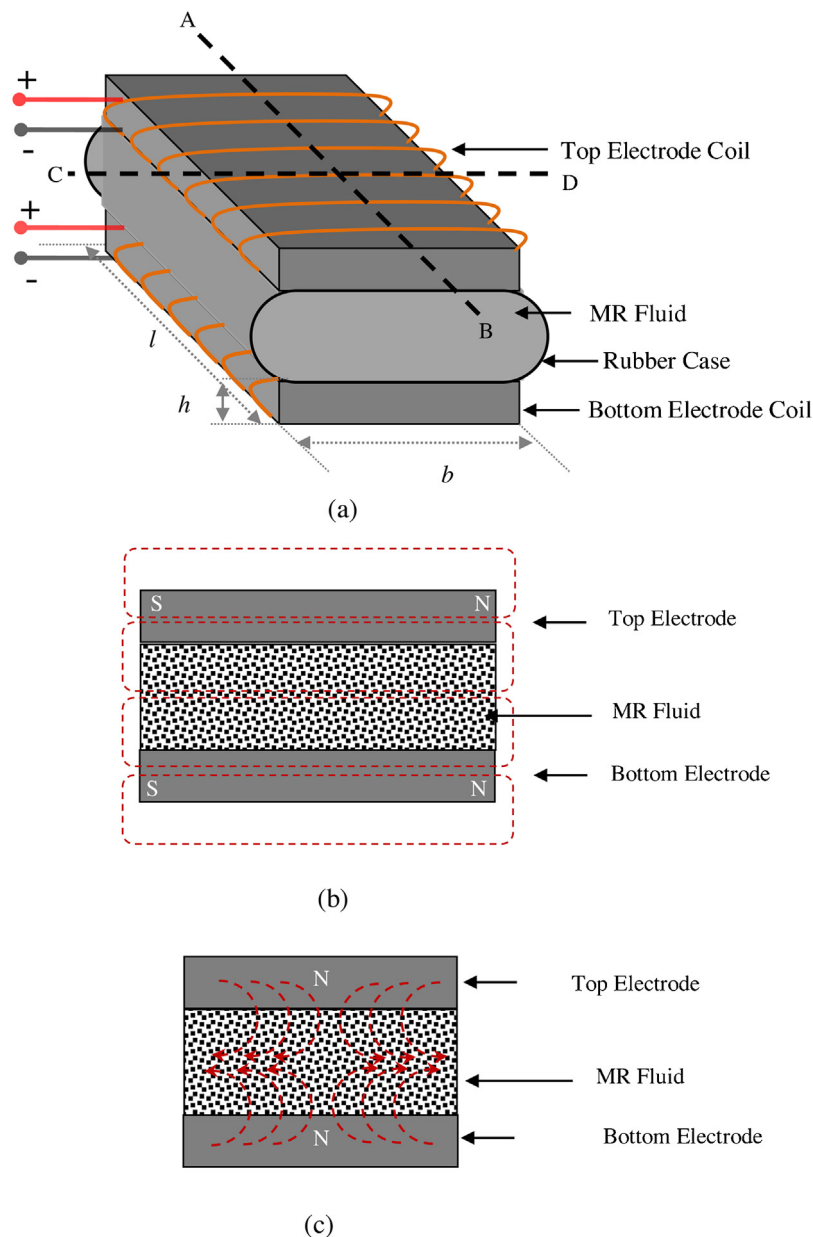 A
+
-
Top Electrode Coil
C
D
+
-
MR Fluid
B
Rubber Case
l
h
Bottom Electrode Coil
b
(a)
S
N
Top Electrode
MR Fluid
Bottom Electrode
S
N
(b)
N
Top Electrode
MR Fluid
N
Bottom Electrode
(c)